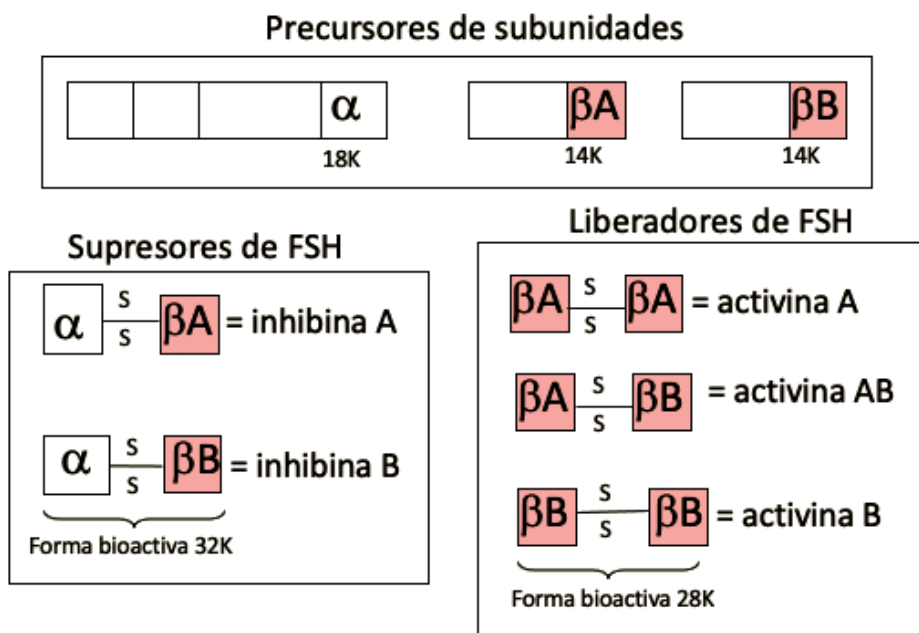 Precursores de subunidades
α βA βB
18K 14K 14K
Supresores de FSH
α S S βA = inhibina A
α S S βB = inhibina B
Forma bioactiva 32K
Liberadores de FSH
βA S S βA = activina A
βA S S βB = activina AB
βB S S βB = activina B
Forma bioactiva 28K